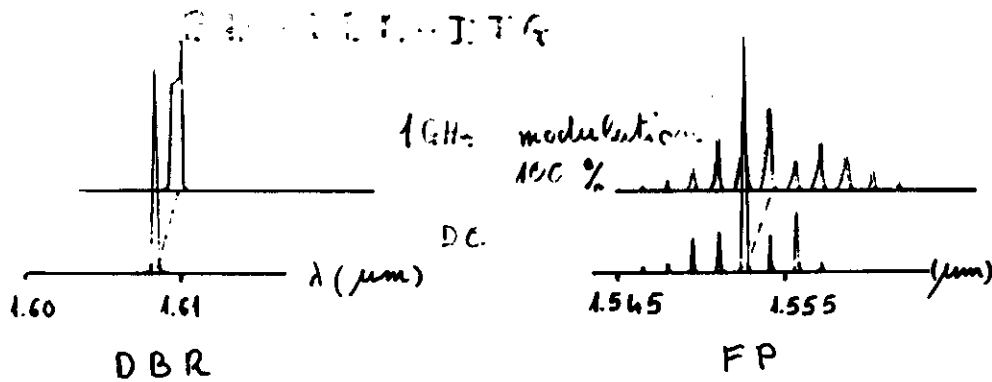 1 GHz modulation
100 %
DC
λ (μm)
(μm)
1.60 1.61 1.545 1.555
DBR FP